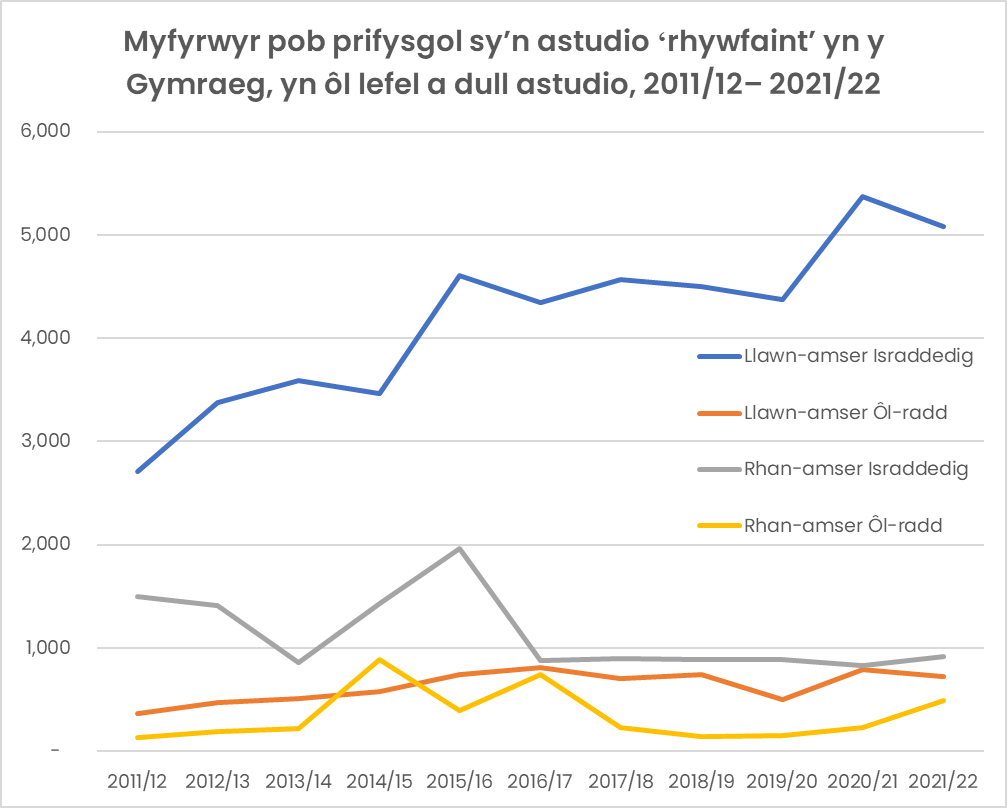 Myfyrwyr pob prifysgol sy’n astudio ‘rhywfaint’ yn y
Gymraeg, yn ôl lefel a dull astudio, 2011/12– 2021/22
6,000
5,000
4,000
3,000
2,000
1,000
–
Llawn-amser Israddedig
Llawn-amser Ôl-radd
Rhan-amser Israddedig
Rhan-amser Ôl-radd
2011/12 2012/13 2013/14 2014/15 2015/16 2016/17 2017/18 2018/19 2019/20 2020/21 2021/22